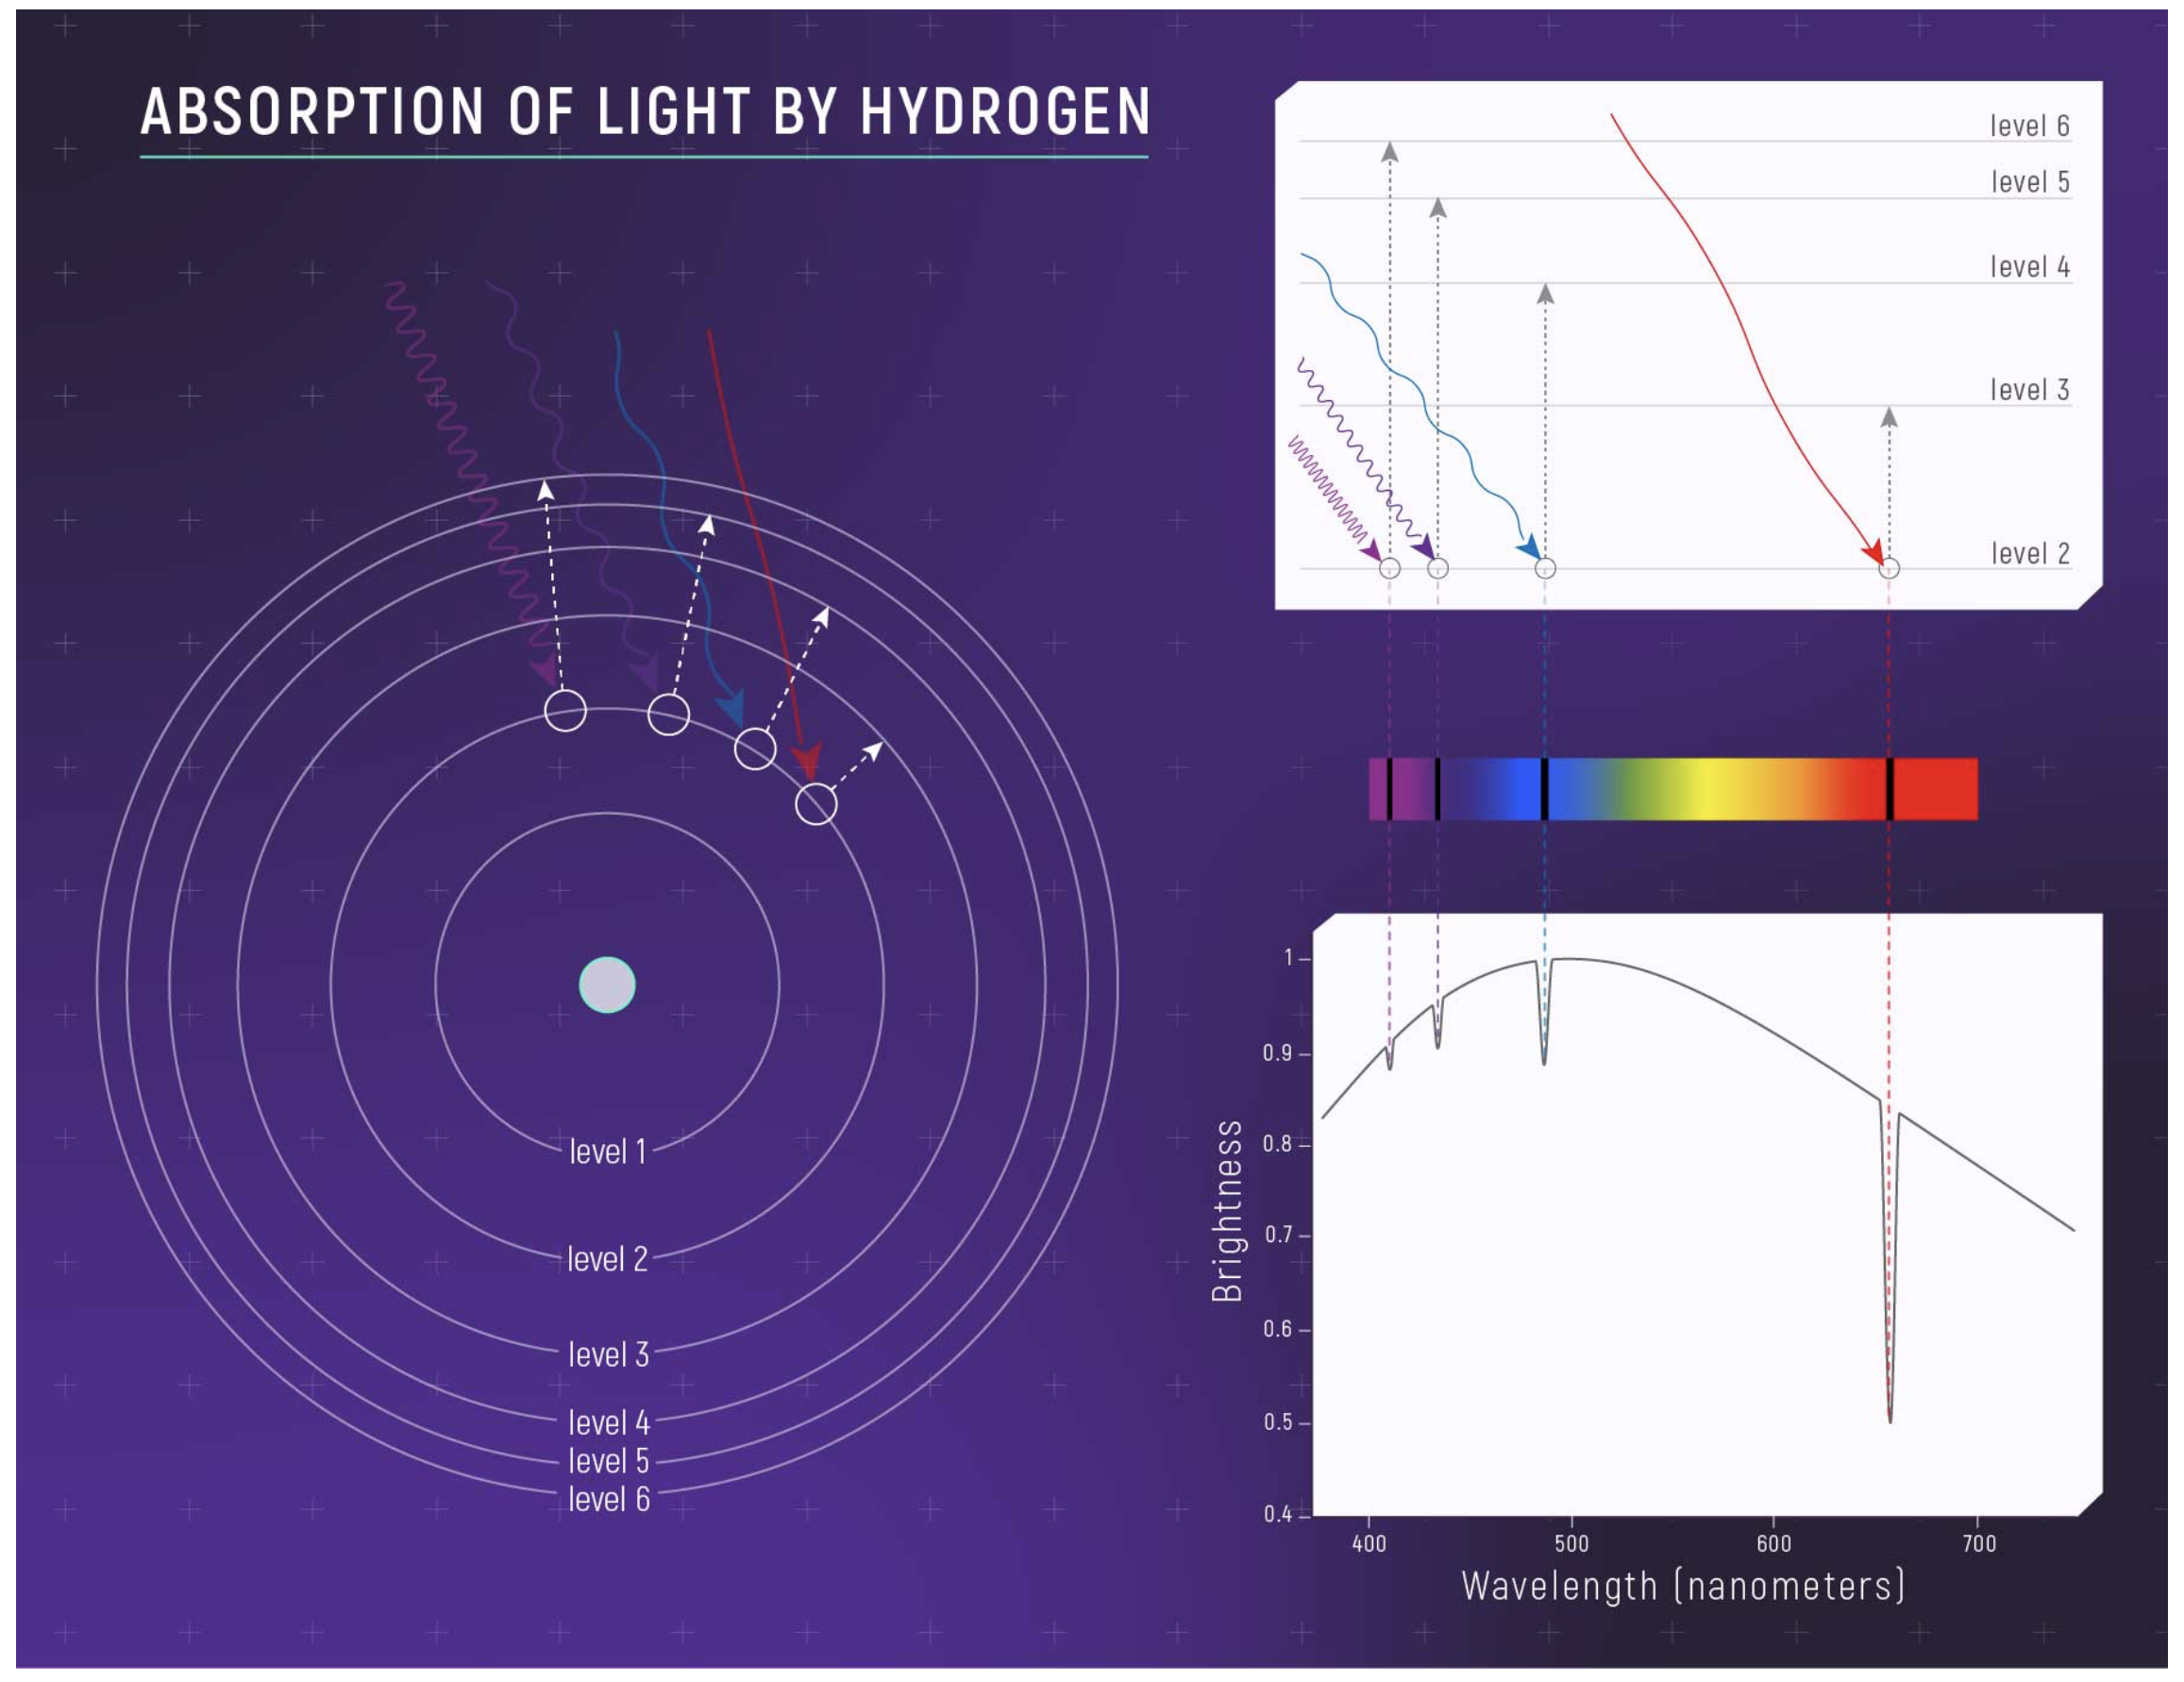 ABSORPTION OF LIGHT BY HYDROGEN
level 1
level 2
level 3
level 4
level 5
level 6
level 6
level 5
level 4
level 3
level 2
Brightness
1
0.9
0.8
0.7
0.6
0.5
0.4
400 500 600 700
Wavelength (nanometers)